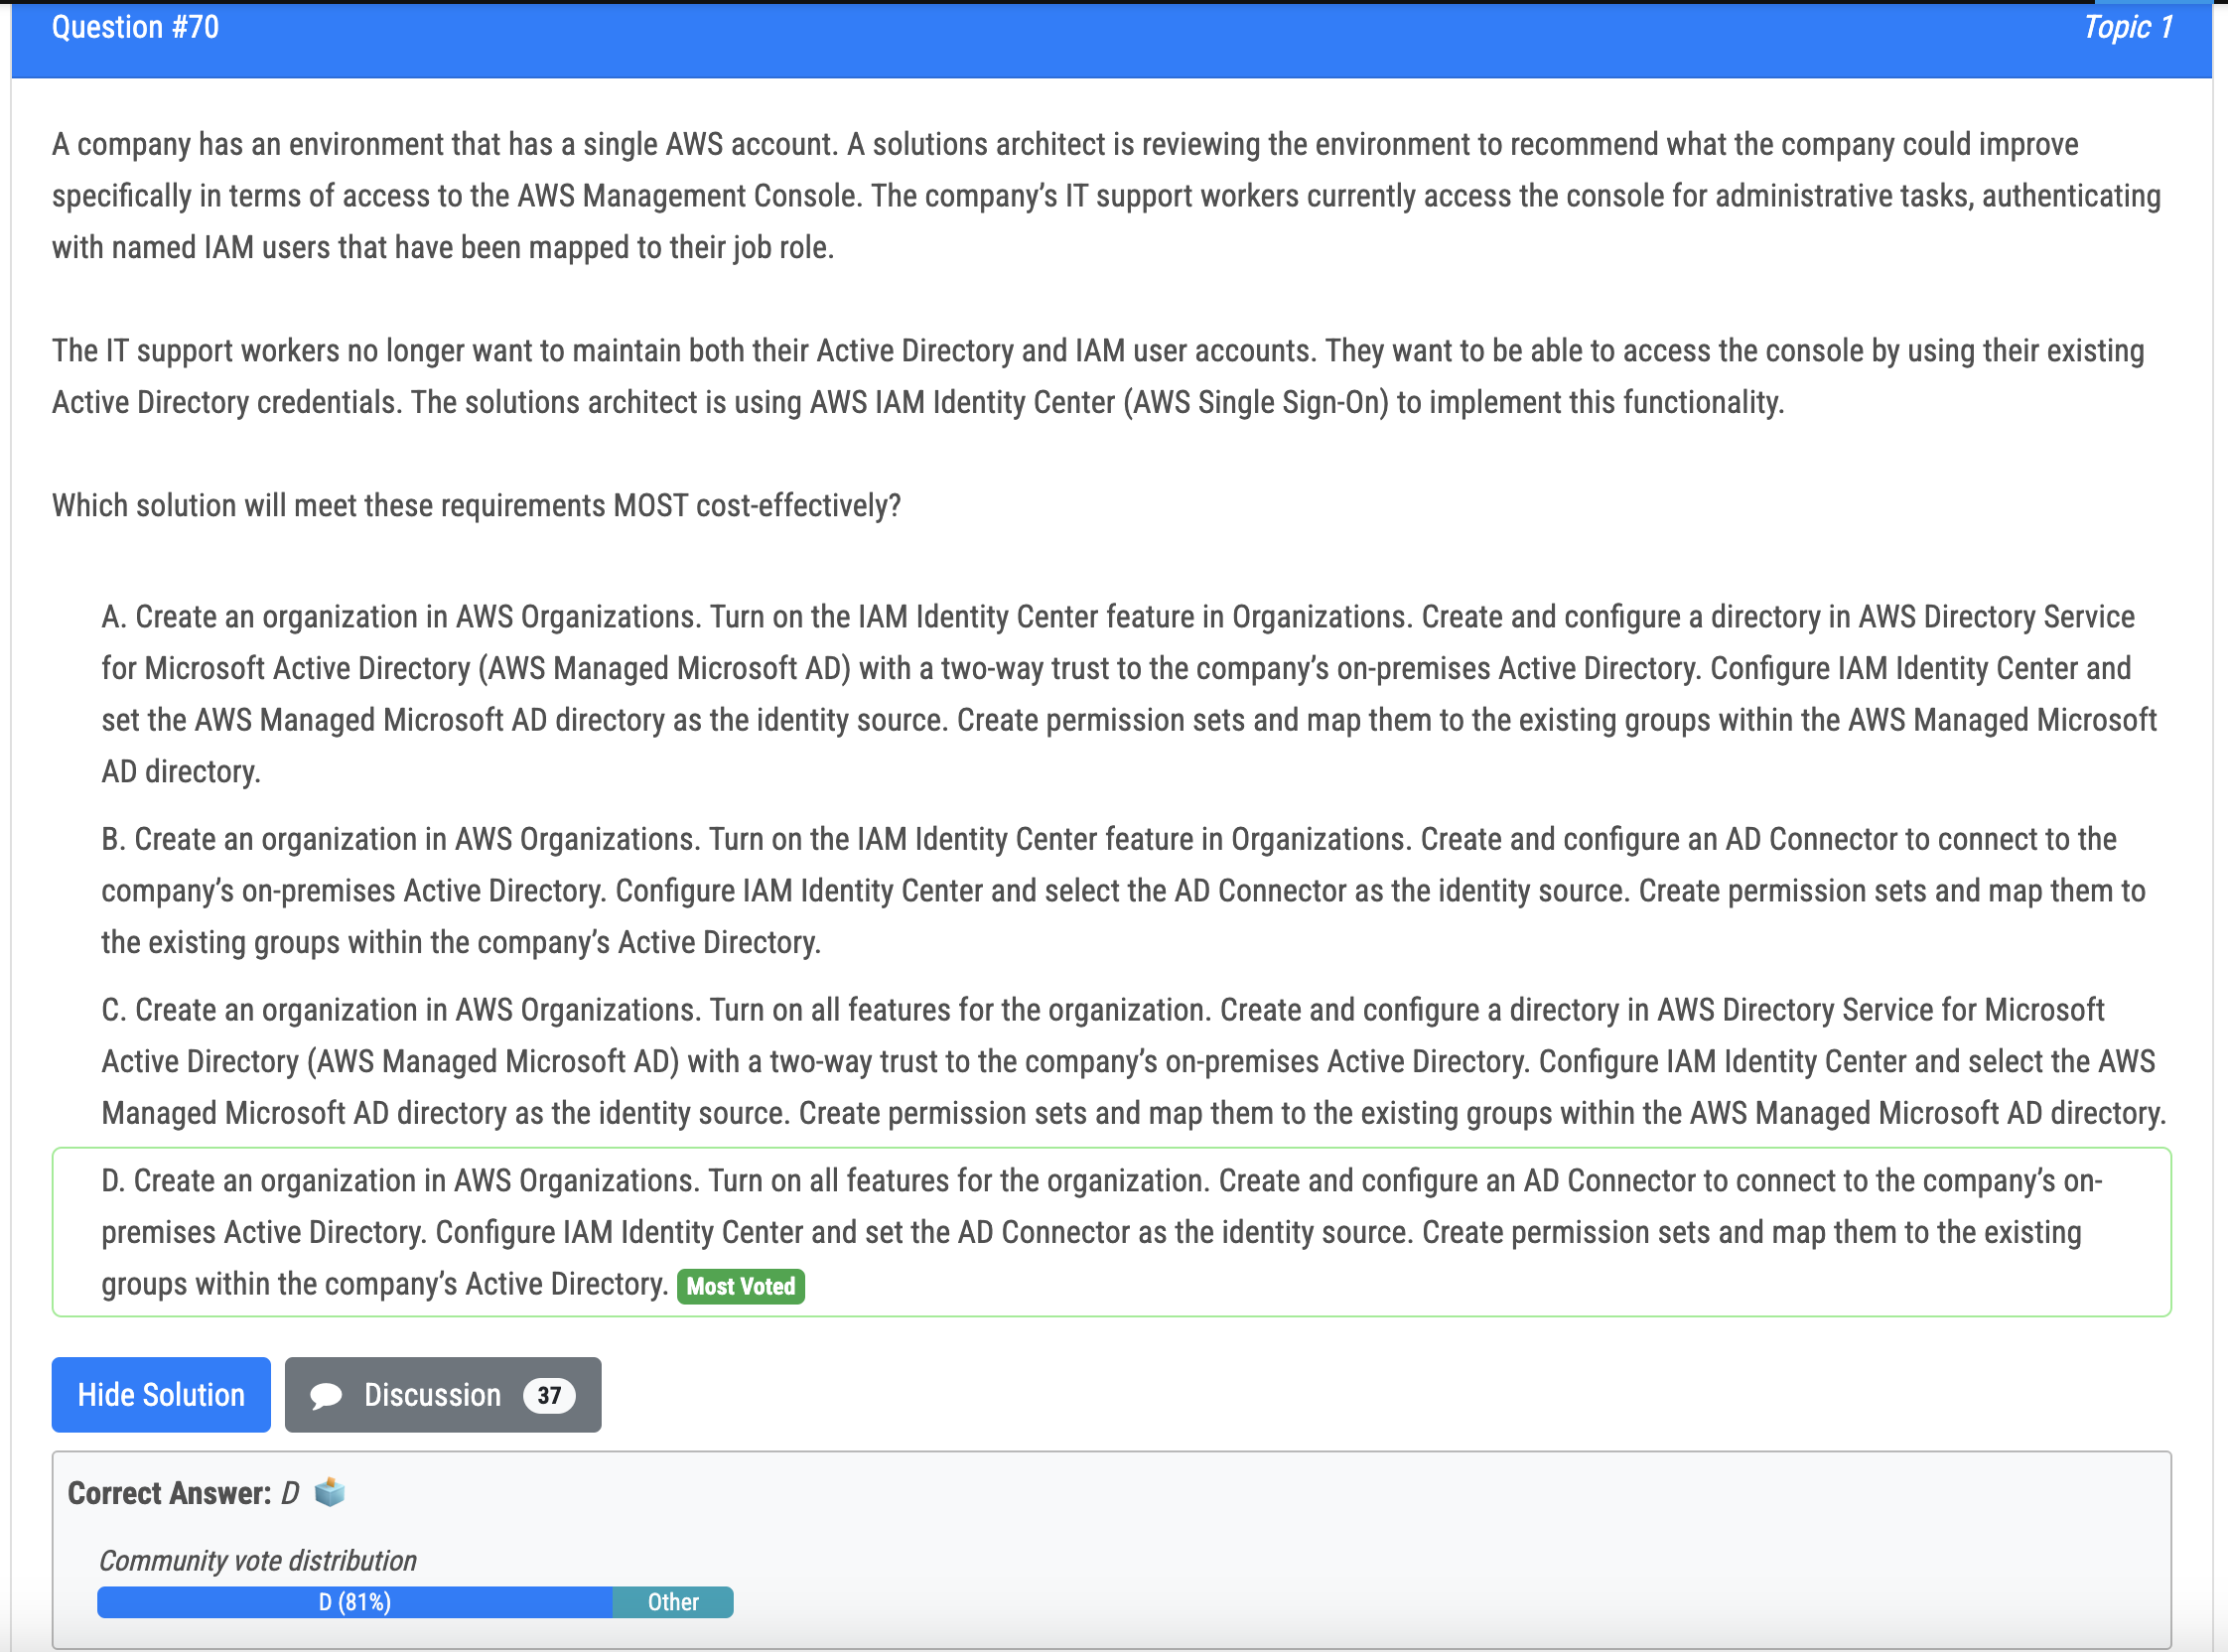 Question #70
Topic 1
A company has an environment that has a single AWS account. A solutions architect is reviewing the environment to recommend what the company could improve
specifically in terms of access to the AWS Management Console. The company’s IT support workers currently access the console for administrative tasks, authenticating
with named IAM users that have been mapped to their job role.
The IT support workers no longer want to maintain both their Active Directory and IAM user accounts. They want to be able to access the console by using their existing
Active Directory credentials. The solutions architect is using AWS IAM Identity Center (AWS Single Sign-On) to implement this functionality.
Which solution will meet these requirements MOST cost-effectively?
A. Create an organization in AWS Organizations. Turn on the IAM Identity Center feature in Organizations. Create and configure a directory in AWS Directory Service
for Microsoft Active Directory (AWS Managed Microsoft AD) with a two-way trust to the company’s on-premises Active Directory. Configure IAM Identity Center and
set the AWS Managed Microsoft AD directory as the identity source. Create permission sets and map them to the existing groups within the AWS Managed Microsoft
AD directory.
B. Create an organization in AWS Organizations. Turn on the IAM Identity Center feature in Organizations. Create and configure an AD Connector to connect to the
company’s on-premises Active Directory. Configure IAM Identity Center and select the AD Connector as the identity source. Create permission sets and map them to
the existing groups within the company’s Active Directory.
C. Create an organization in AWS Organizations. Turn on all features for the organization. Create and configure a directory in AWS Directory Service for Microsoft
Active Directory (AWS Managed Microsoft AD) with a two-way trust to the company’s on-premises Active Directory. Configure IAM Identity Center and select the AWS
Managed Microsoft AD directory as the identity source. Create permission sets and map them to the existing groups within the AWS Managed Microsoft AD directory.
D. Create an organization in AWS Organizations. Turn on all features for the organization. Create and configure an AD Connector to connect to the company’s on-
premises Active Directory. Configure IAM Identity Center and set the AD Connector as the identity source. Create permission sets and map them to the existing
groups within the company’s Active Directory. Most Voted
Hide Solution
Discussion 37
Correct Answer: D
Community vote distribution
D (81%)
Other